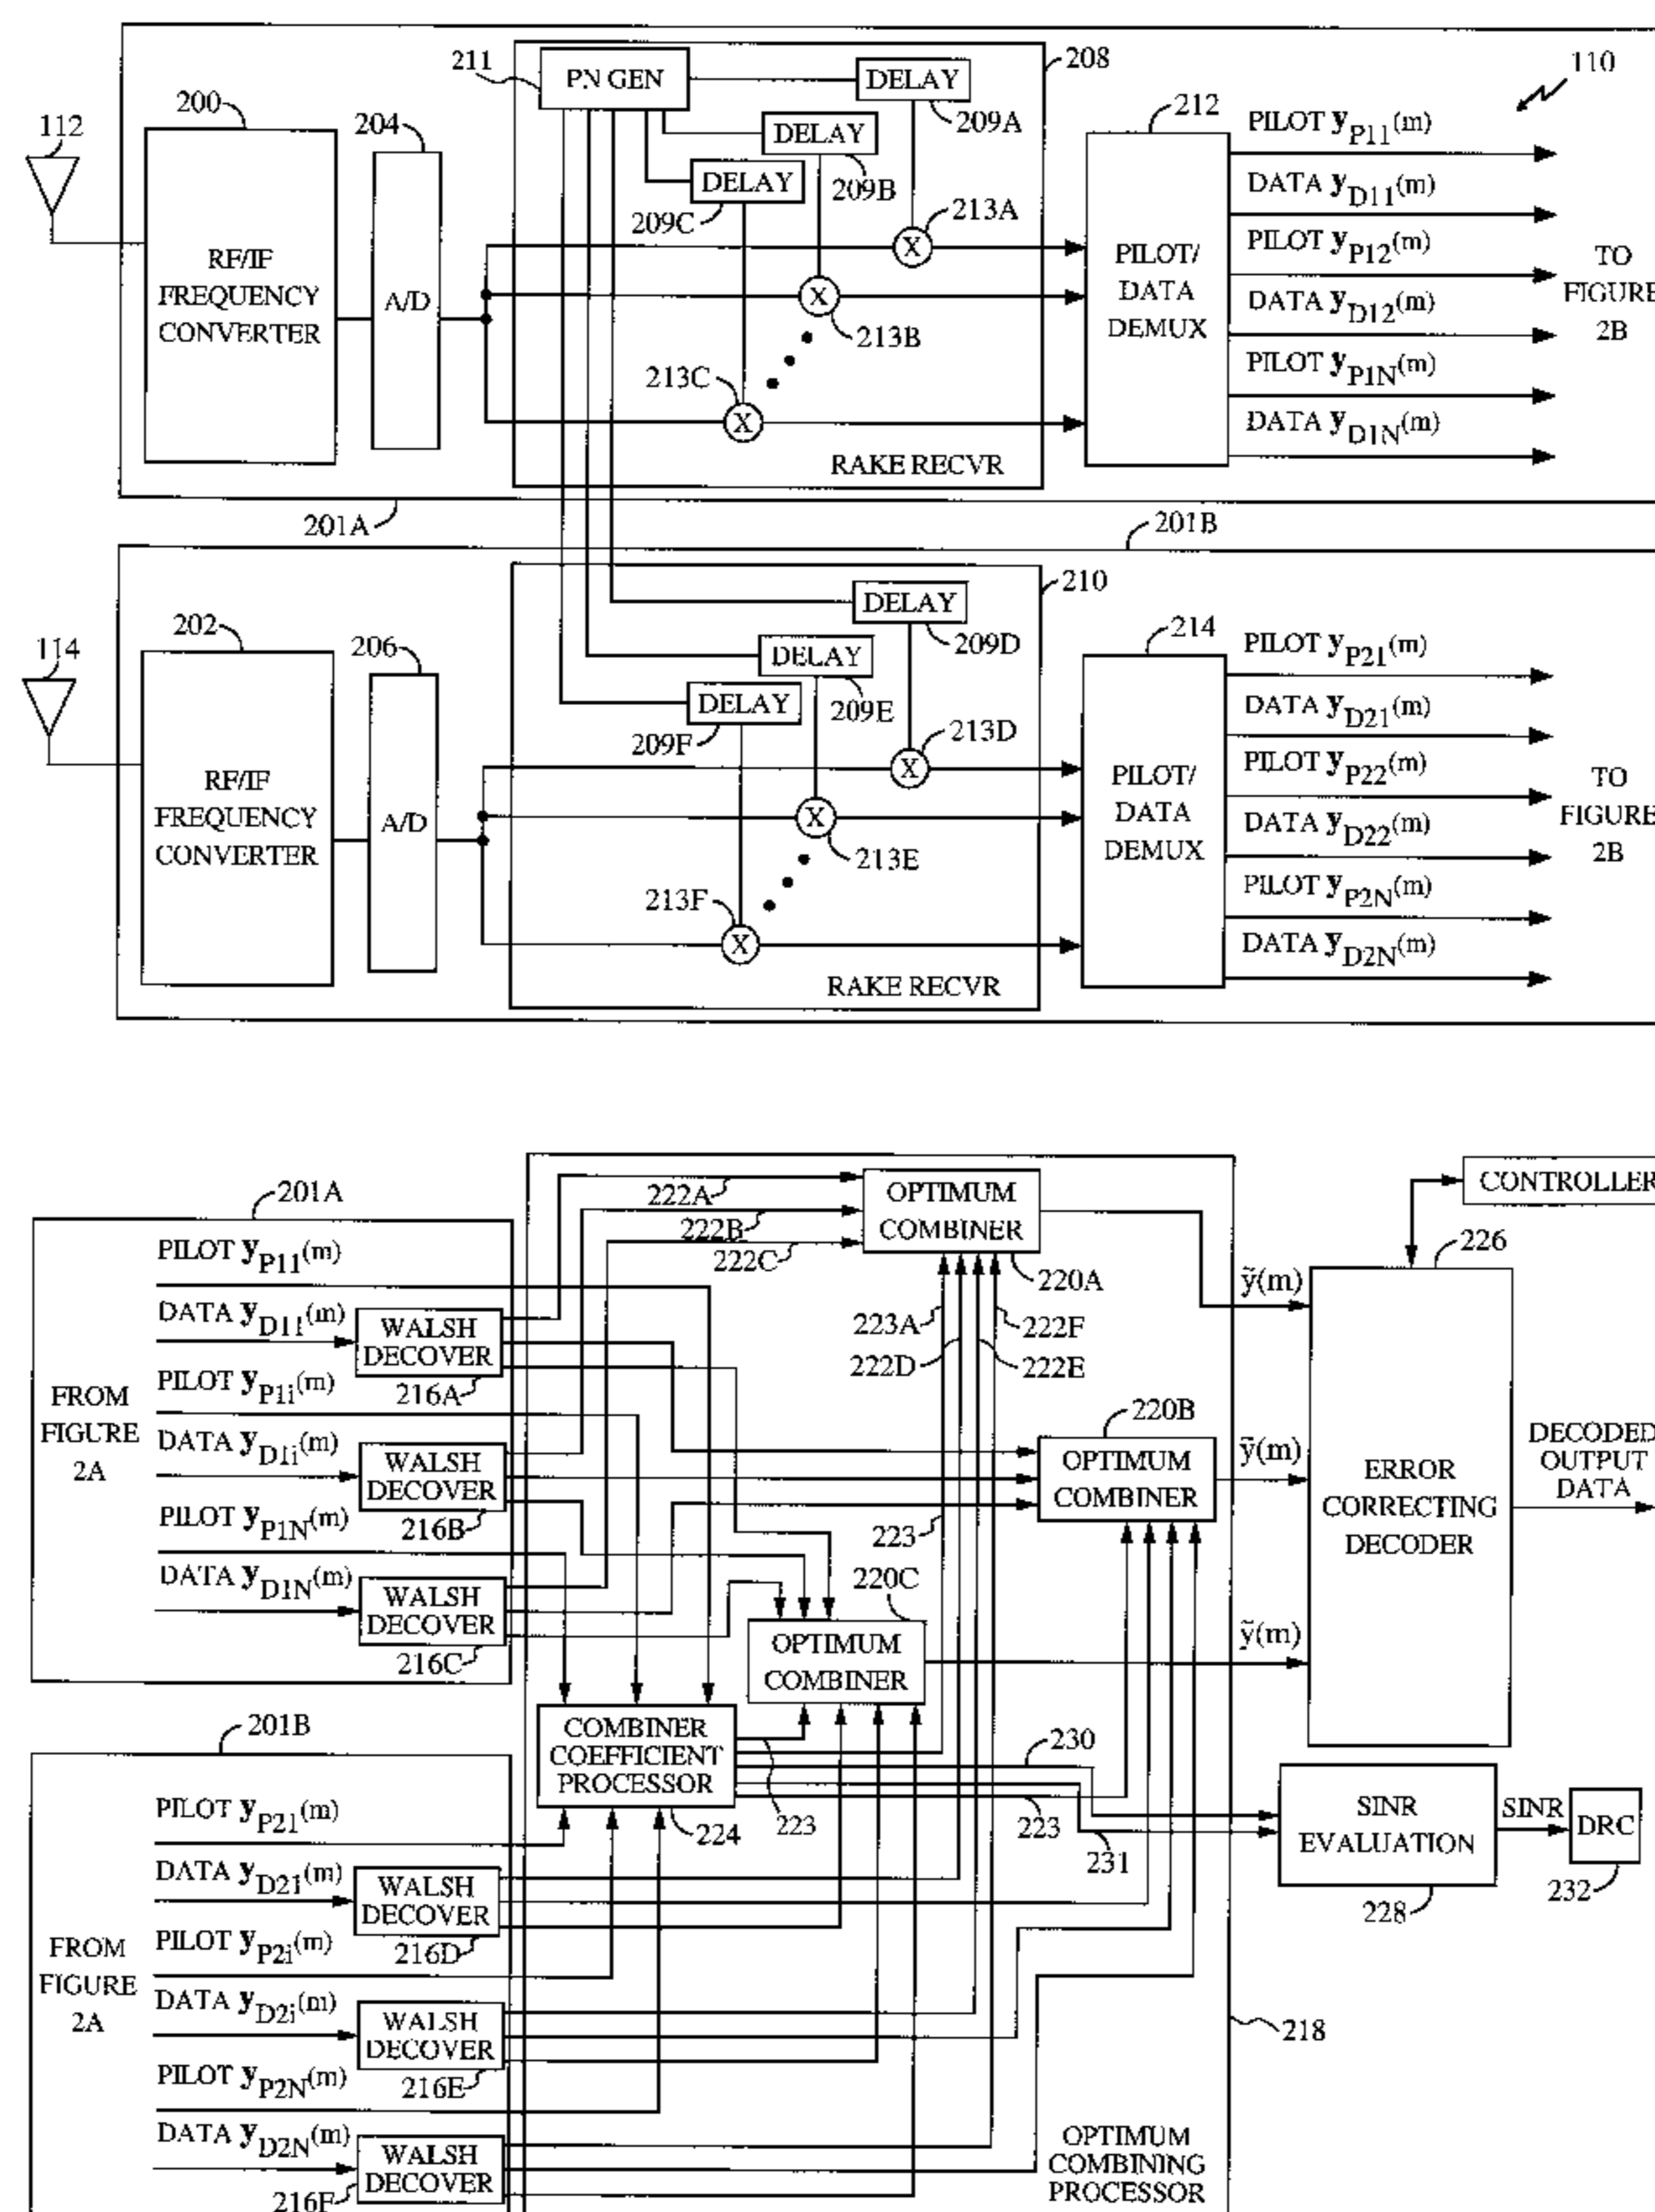 110
211
PN GEN
DELAY
208
200
204
209A
212
PILOT yP11(m)
112
DELAY
DATA yD11(m)
DELAY
209B
209C
213A
PILOT yP12(m)
RF/IF
FREQUENCY
CONVERTER
A/D
X
PILOT/
DATA
DEMUX
TO
FIGURE
2B
X
DATA yD12(m)
213B
213C
PILOT yP1N(m)
X
DATA yD1N(m)
RAKE RECVR
201A
201B
210
DELAY
202
206
209D
214
PILOT yP21(m)
114
DELAY
DATA yD21(m)
DELAY
209E
209F
213D
PILOT yP22(m)
RF/IF
FREQUENCY
CONVERTER
A/D
X
PILOT/
DATA
DEMUX
TO
FIGURE
2B
X
DATA yD22(m)
213E
213F
PILOT yP2N(m)
X
DATA yD2N(m)
RAKE RECVR
201A
222A
222B
222C
OPTIMUM
COMBINER
220A
CONTROLLER
226
PILOT yP11(m)
DATA yD11(m)
WALSH
DECOVER
216A
PILOT yP1i(m)
FROM
FIGURE
2A
DATA yD1i(m)
WALSH
DECOVER
216B
PILOT yP1N(m)
DATA yD1N(m)
WALSH
DECOVER
216C
223A
222F
222D
222E
220B
OPTIMUM
COMBINER
223
220C
OPTIMUM
COMBINER
ỹ(m)
ỹ(m)
ỹ(m)
ERROR
CORRECTING
DECODER
DECODED
OUTPUT
DATA
COMBINER
COEFFICIENT
PROCESSOR
224
223
230
223
231
SINR
EVALUATION
228
SINR
DRC
232
201B
PILOT yP21(m)
DATA yD21(m)
WALSH
DECOVER
216D
PILOT yP2i(m)
FROM
FIGURE
2A
DATA yD2i(m)
WALSH
DECOVER
216E
PILOT yP2N(m)
DATA yD2N(m)
WALSH
DECOVER
216F
218
OPTIMUM
COMBINING
PROCESSOR